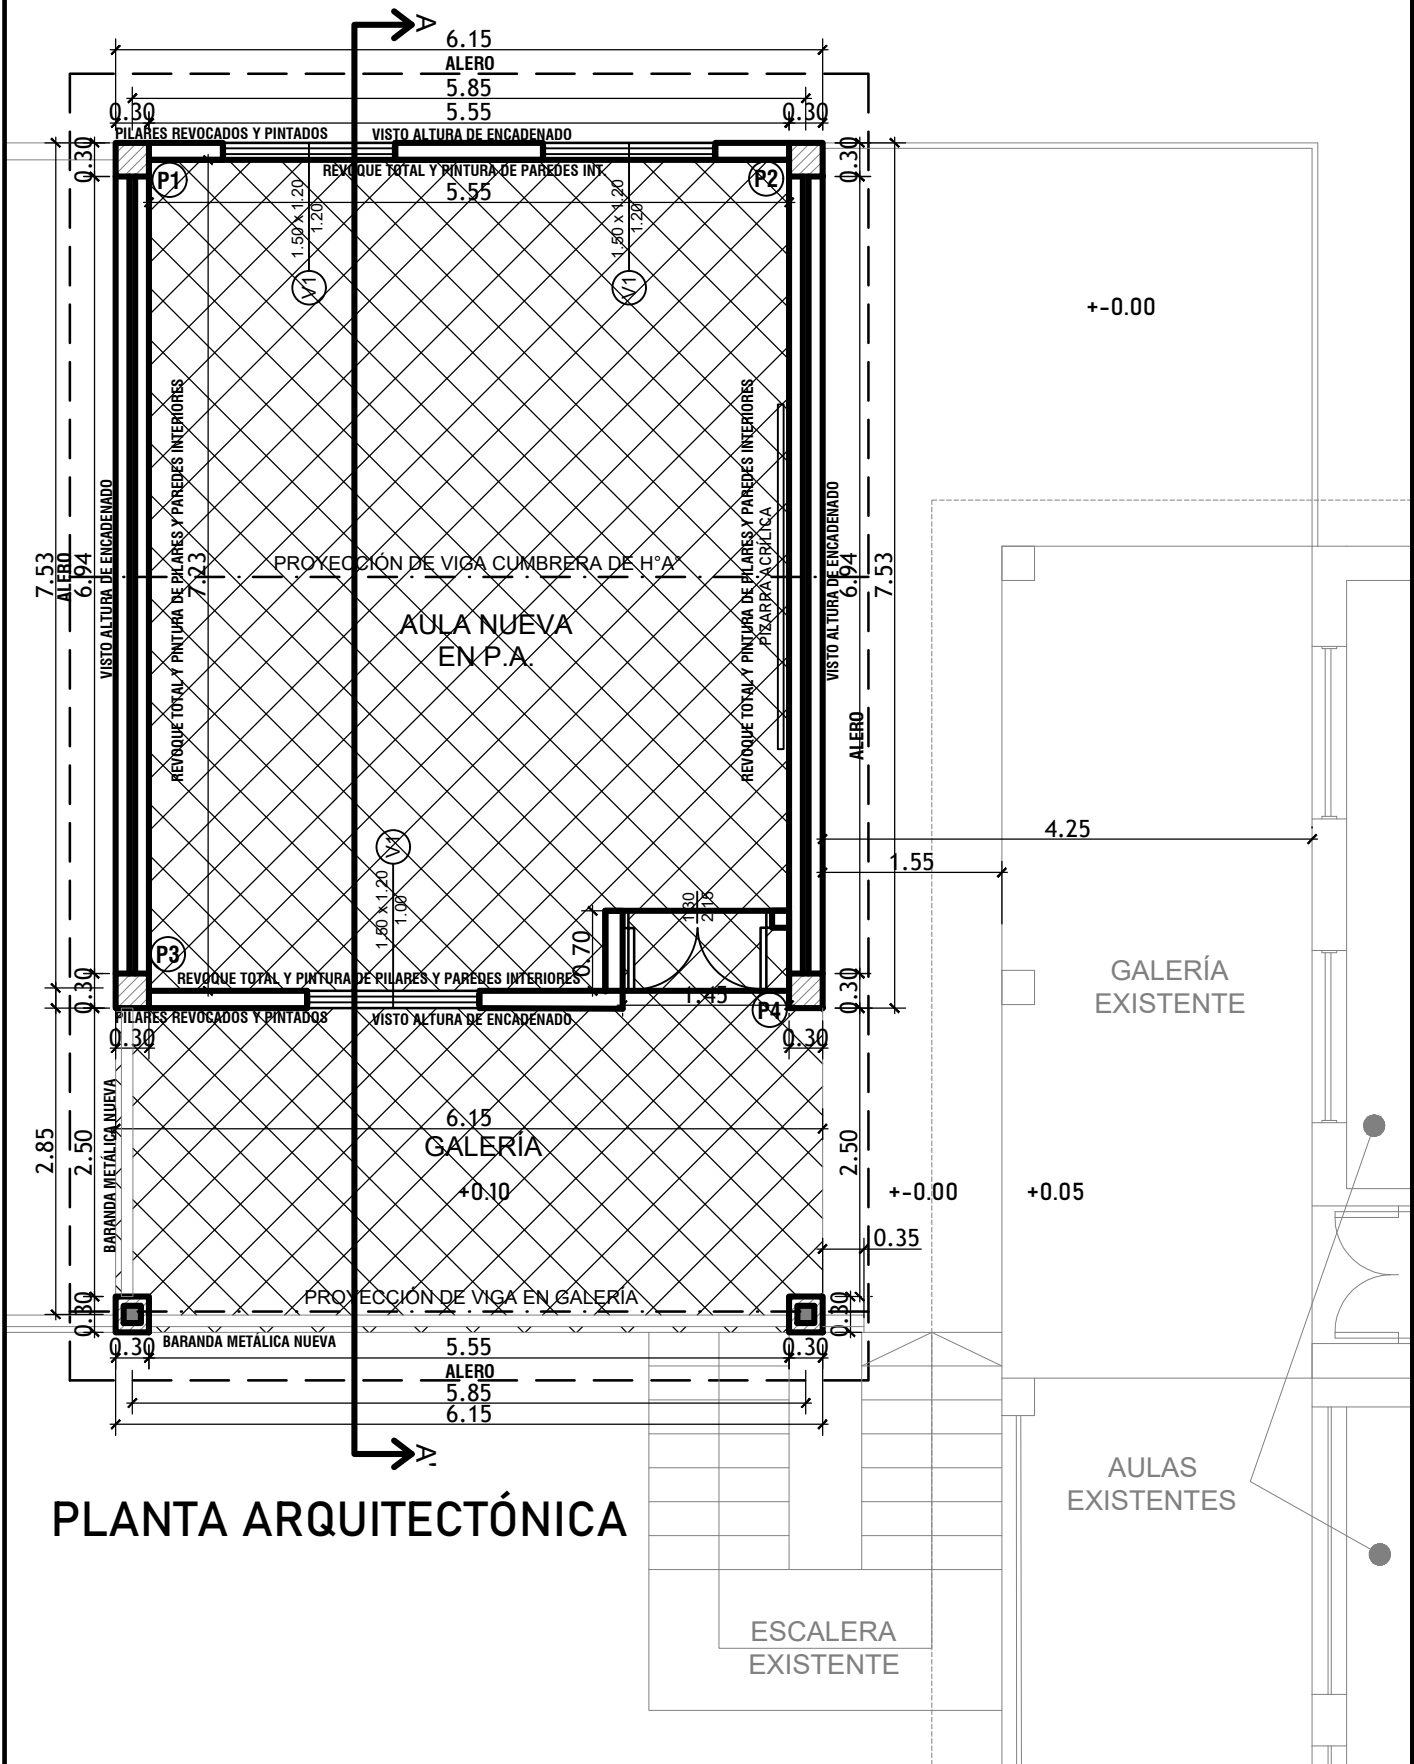 A
6.15
ALERO
5.85
0.30
5.55
0.30
PILARES REVOCADOS Y PINTADOS
VISTO ALTURA DE ENCADENADO
0.30
P1
REVOQUE TOTAL Y PINTURA DE PAREDES INT.
P2
0.30
5.55
1.50 x 1.20
1.20
V1
1.50 x 1.20
1.20
V1
+-0.00
7.53
ALERO
6.94
VISTO ALTURA DE ENCADENADO
REVOQUE TOTAL Y PINTURA DE PILARES Y PAREDES INTERIORES
7.23
PROYECCIÓN DE VIGA CUMBRERA DE H°A°
AULA NUEVA
EN P.A.
REVOQUE TOTAL Y PINTURA DE PILARES Y PAREDES INTERIORES
PIZARRA ACRÍLICA
VISTO ALTURA DE ENCADENADO
6.94
7.53
ALERO
4.25
1.55
V1
1.50 x 1.20
1.00
1.30
2.15
0.70
P3
REVOQUE TOTAL Y PINTURA DE PILARES Y PAREDES INTERIORES
0.30
1.45
P4
0.30
GALERÍA
EXISTENTE
PILARES REVOCADOS Y PINTADOS
VISTO ALTURA DE ENCADENADO
0.30
0.30
2.85
2.50
BARANDA METÁLICA NUEVA
6.15
GALERÍA
+0.10
2.50
+-0.00
+0.05
0.35
PROYECCIÓN DE VIGA EN GALERÍA
0.30
0.30
BARANDA METÁLICA NUEVA
0.30
5.55
0.30
ALERO
5.85
6.15
A'
PLANTA ARQUITECTÓNICA
AULAS
EXISTENTES
ESCALERA
EXISTENTE